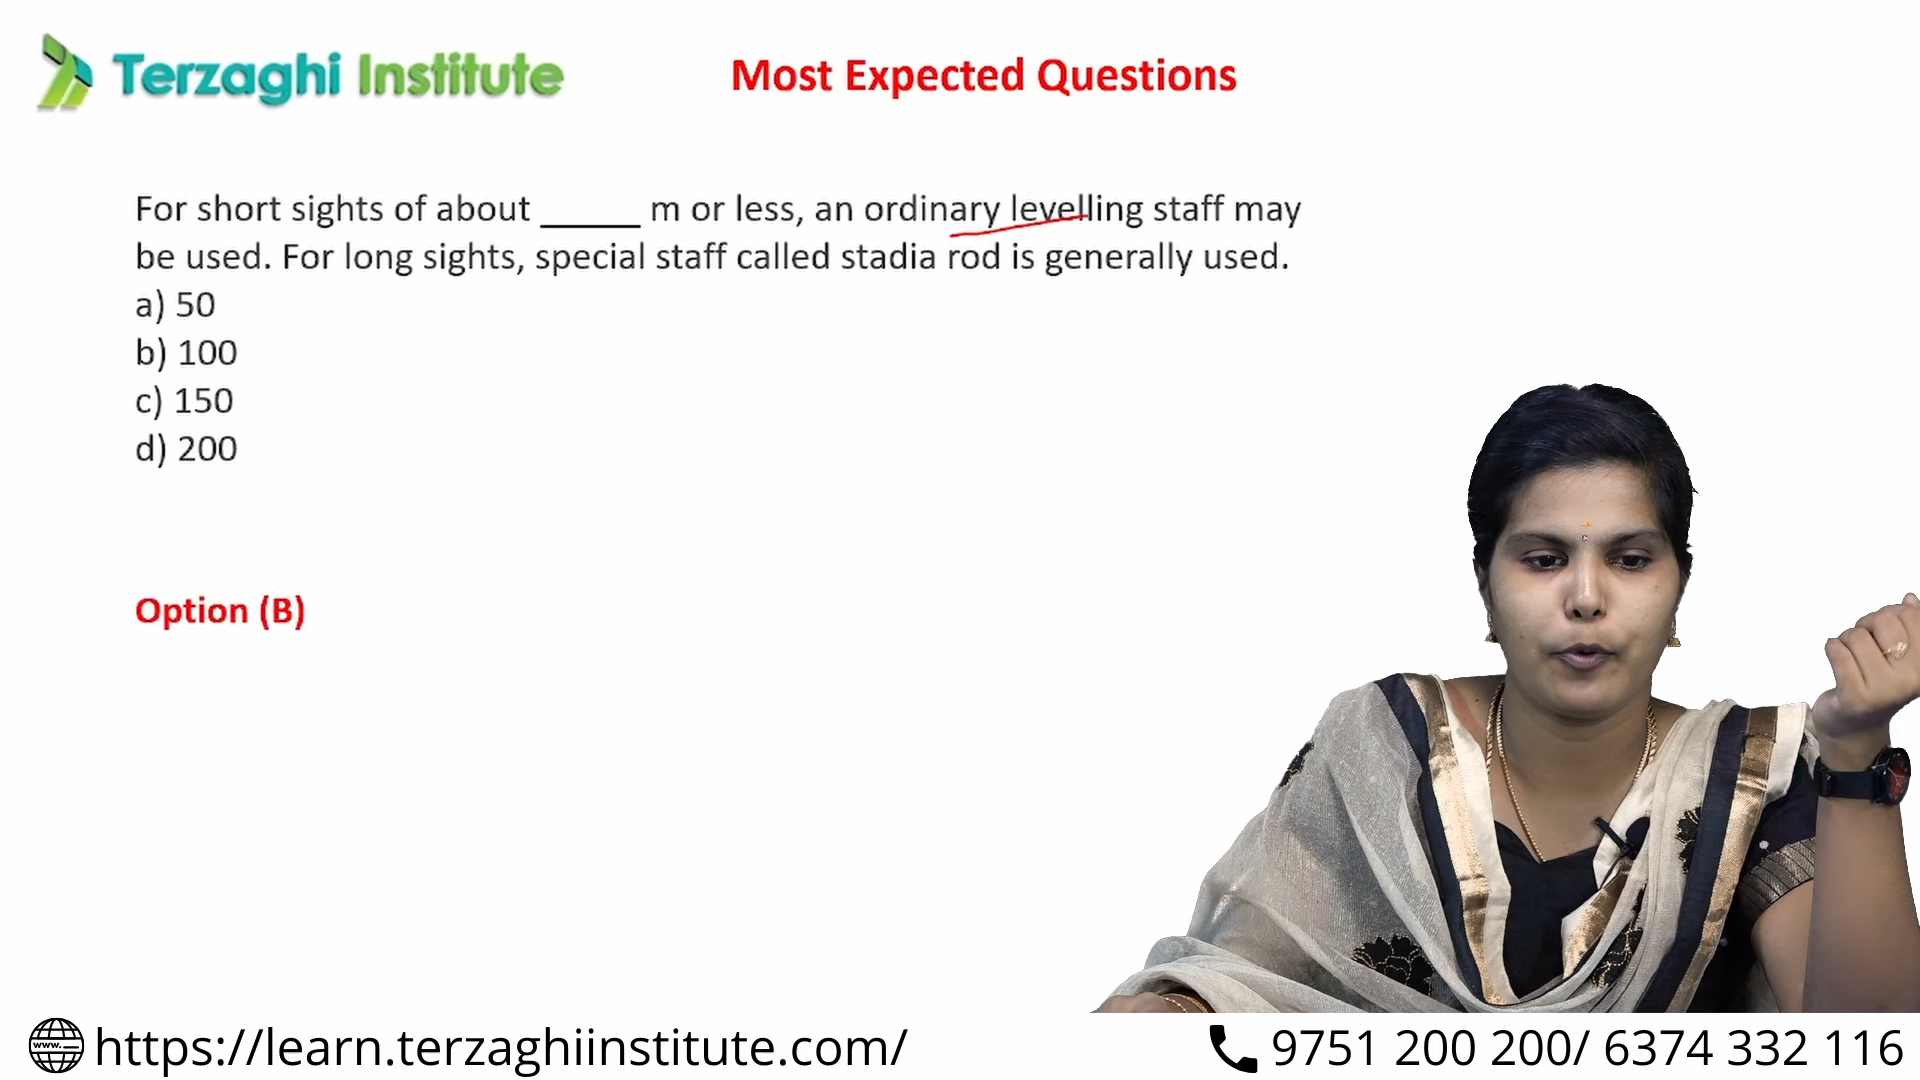 Terzaghi Institute
Most Expected Questions
For short sights of about _____ m or less, an ordinary levelling staff may
be used. For long sights, special staff called stadia rod is generally used.
a) 50
b) 100
c) 150
d) 200
Option (B)
www.
https://learn.terzaghiinstitute.com/
9751 200 200/ 6374 332 116